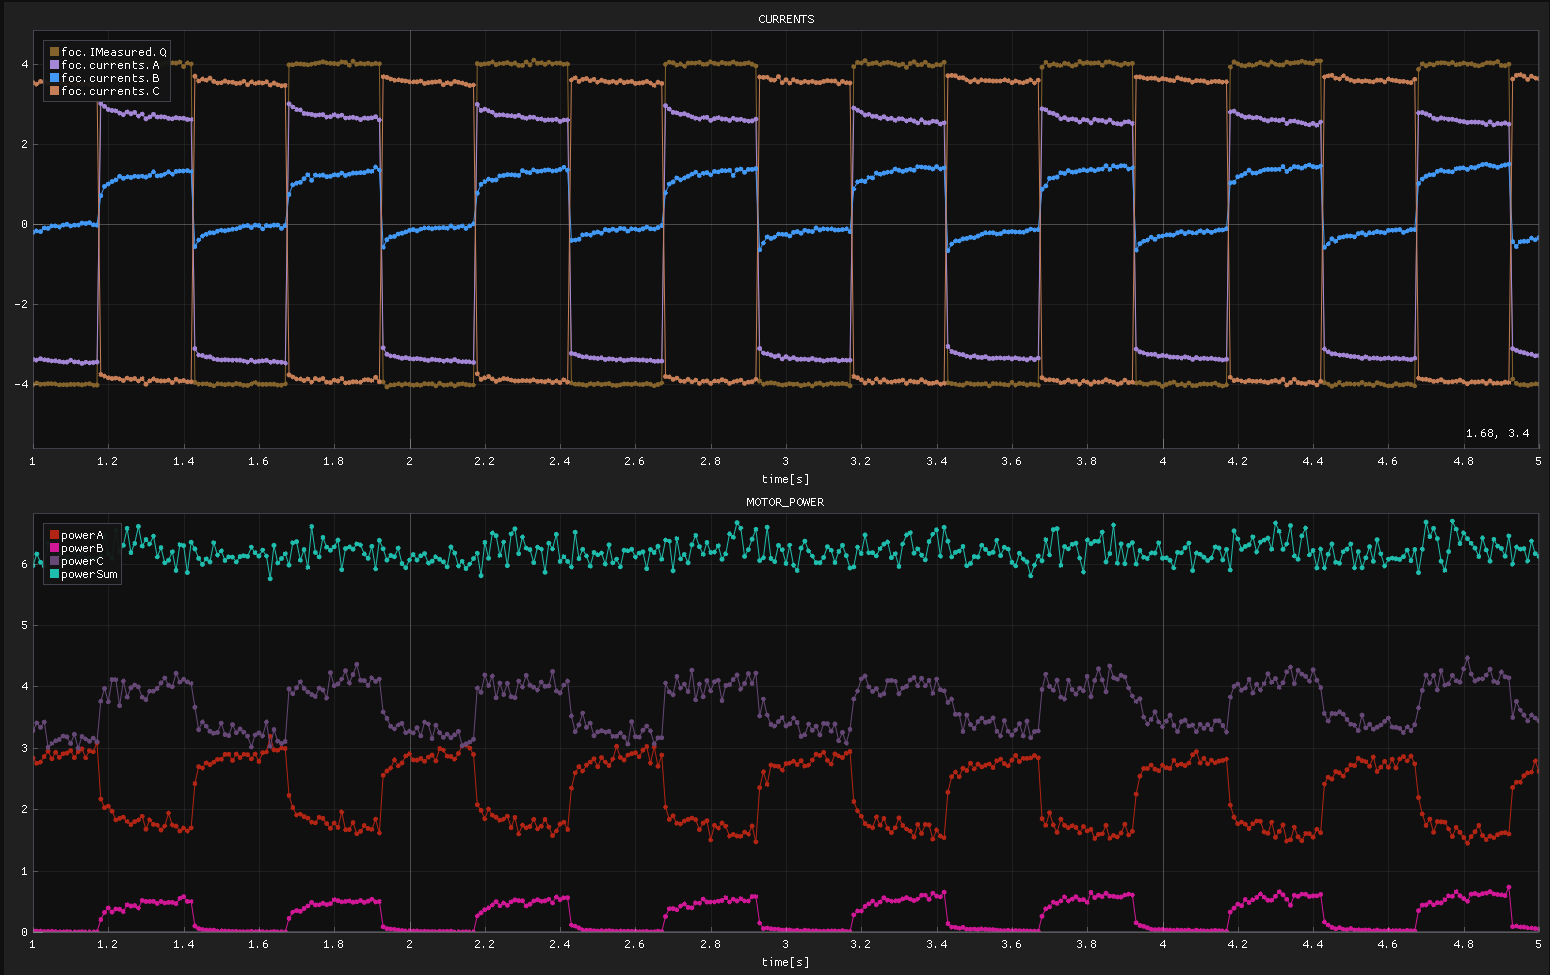 CURRENTS
foc.IMeasured.Q
foc.currents.A
foc.currents.B
foc.currents.C
4
2
0
-2
-4
1.68, 3.4
1 1.2 1.4 1.6 1.8 2 2.2 2.4 2.6 2.8 3 3.2 3.4 3.6 3.8 4 4.2 4.4 4.6 4.8 5
time[s]
MOTOR_POWER
powerA
powerB
powerC
powerSum
6
5
4
3
2
1
0
1 1.2 1.4 1.6 1.8 2 2.2 2.4 2.6 2.8 3 3.2 3.4 3.6 3.8 4 4.2 4.4 4.6 4.8 5
time[s]